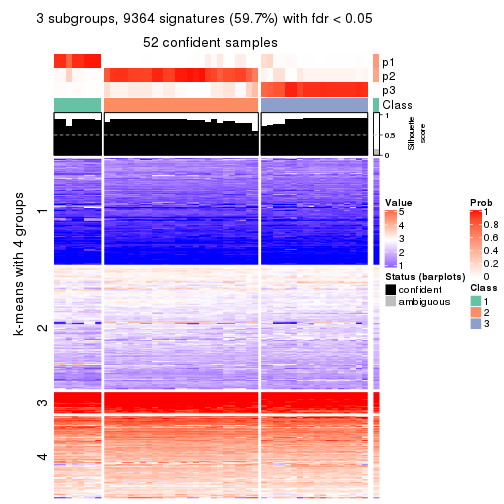 3 subgroups, 9364 signatures (59.7%) with fdr < 0.05
52 confident samples
p1
p2
p3
Class
1
0.5
0
Silhouette
score
k-means with 4 groups
1
2
3
4
Value
5
4
3
2
1
Status (barplots)
confident
ambiguous
Prob
1
0.8
0.6
0.4
0.2
0
Class
1
2
3